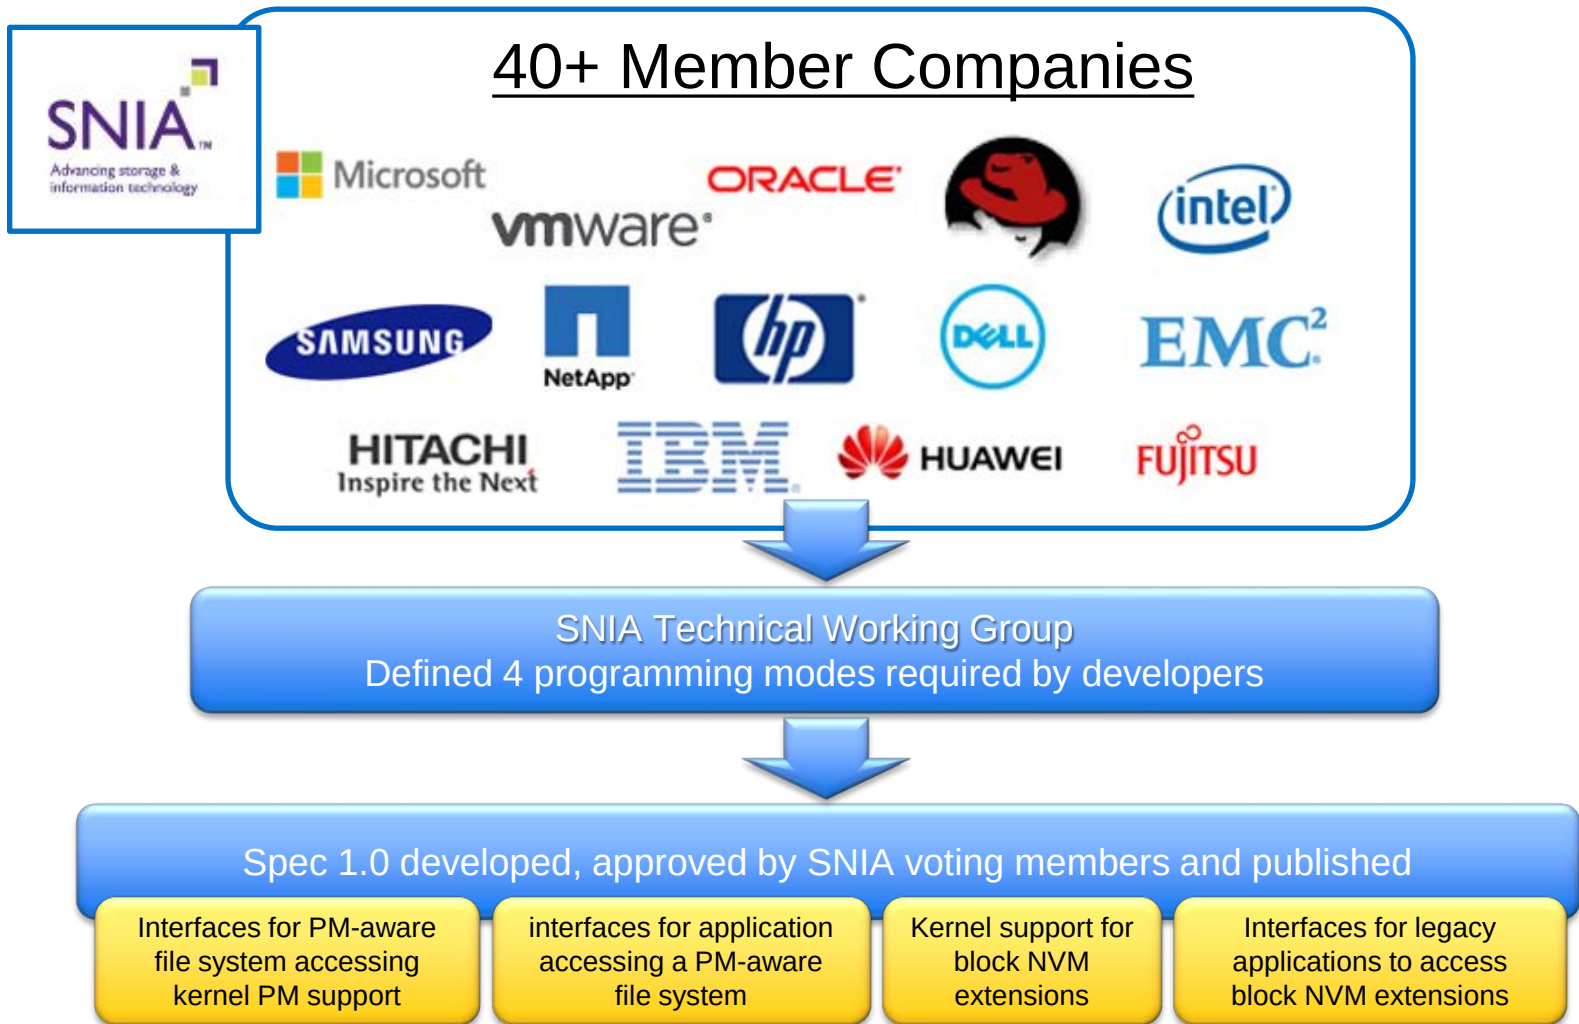 SNIA™
Advancing storage &
information technology
40+ Member Companies
Microsoft
ORACLE®
vmware®
intel®
SAMSUNG
NetApp®
hp®
DELL
EMC²®
HITACHI
Inspire the Next
IBM®
HUAWEI
FUJITSU
SNIA Technical Working Group
Defined 4 programming modes required by developers
Spec 1.0 developed, approved by SNIA voting members and published
Interfaces for PM-aware
file system accessing
kernel PM support
interfaces for application
accessing a PM-aware
file system
Kernel support for
block NVM
extensions
Interfaces for legacy
applications to access
block NVM extensions